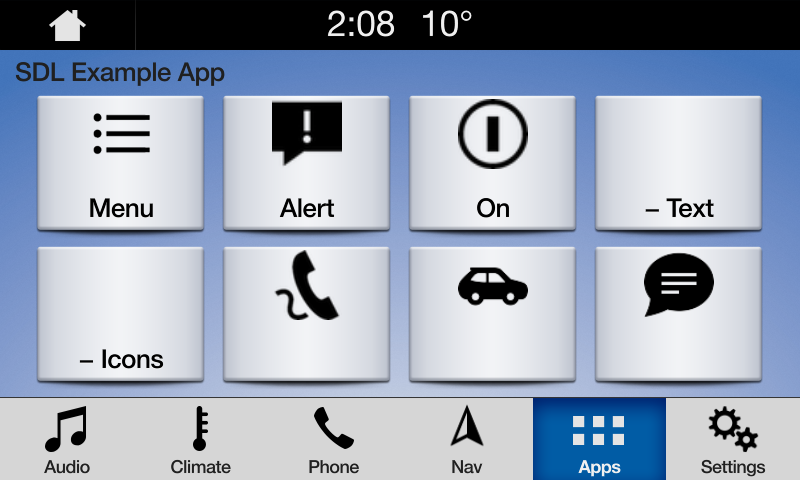 2:08 10°
SDL Example App
Menu
Alert
On
– Text
– Icons
Audio
Climate
Phone
Nav
Apps
Settings